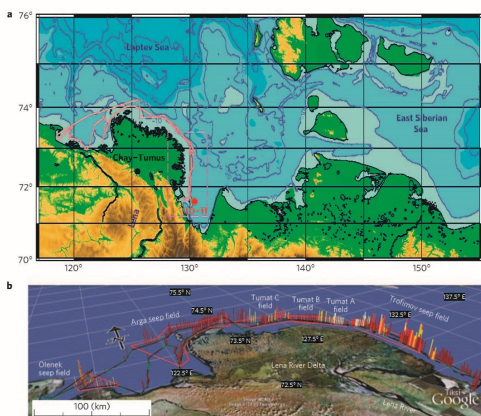 a
76°
74°
72°
70°
Laptev Sea
East Siberian
Sea
Chay-Tumus
Lena
120°
130°
140°
150°
b
75.5° N
74.5° N
137.5° E
Tumat C
field
Tumat B
field
Tumat A
field
Trofimov seep field
132.5° E
Arga seep field
73.5° N
127.5° E
Olenek
seep field
122.5° E
Lena River Delta
72.5° N
Lena River
Tiksi
Google
100 (km)